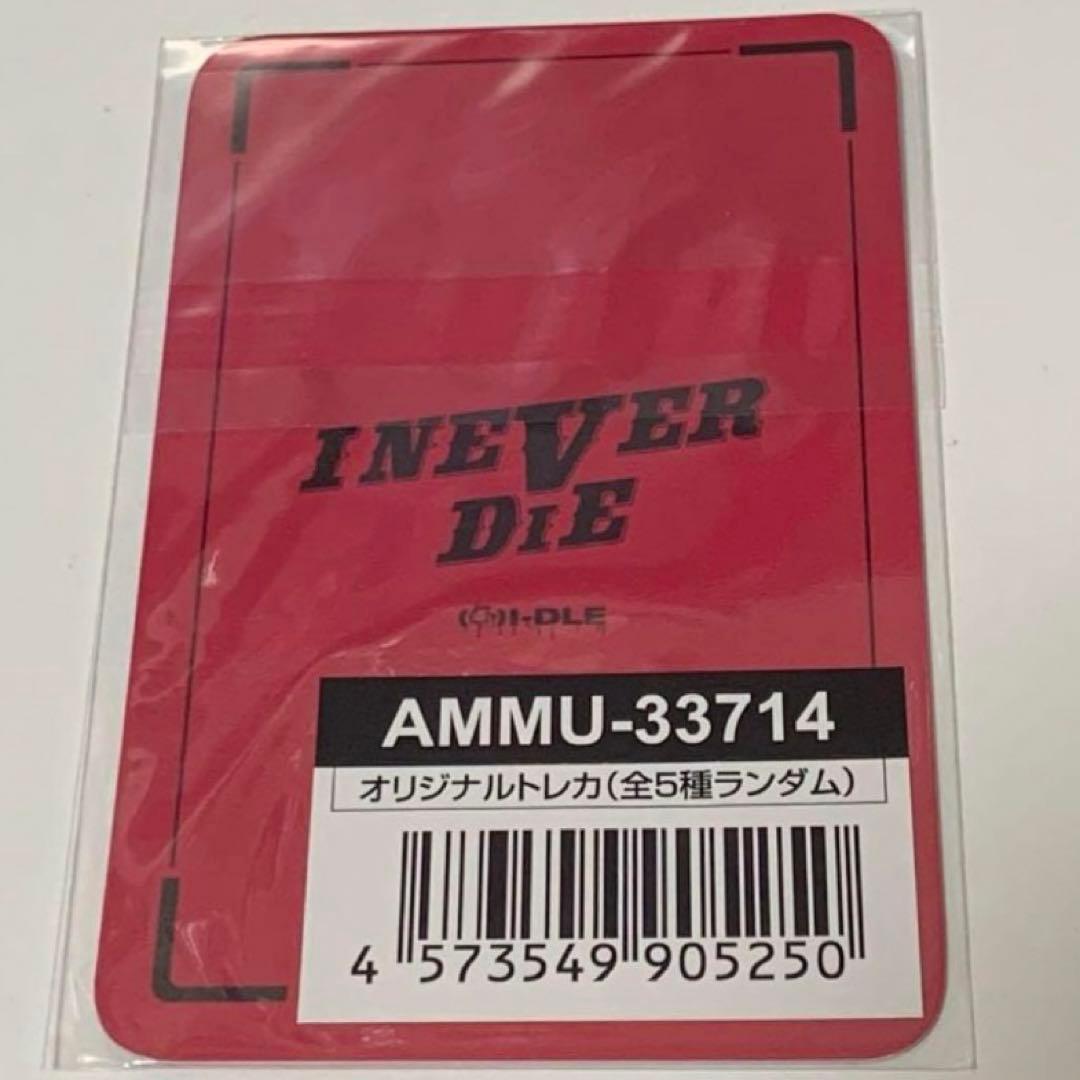 I NEVER
DIE
(G)I-DLE
AMMU-33714
オリジナルトレカ(全5種ランダム)
4 573549 905250